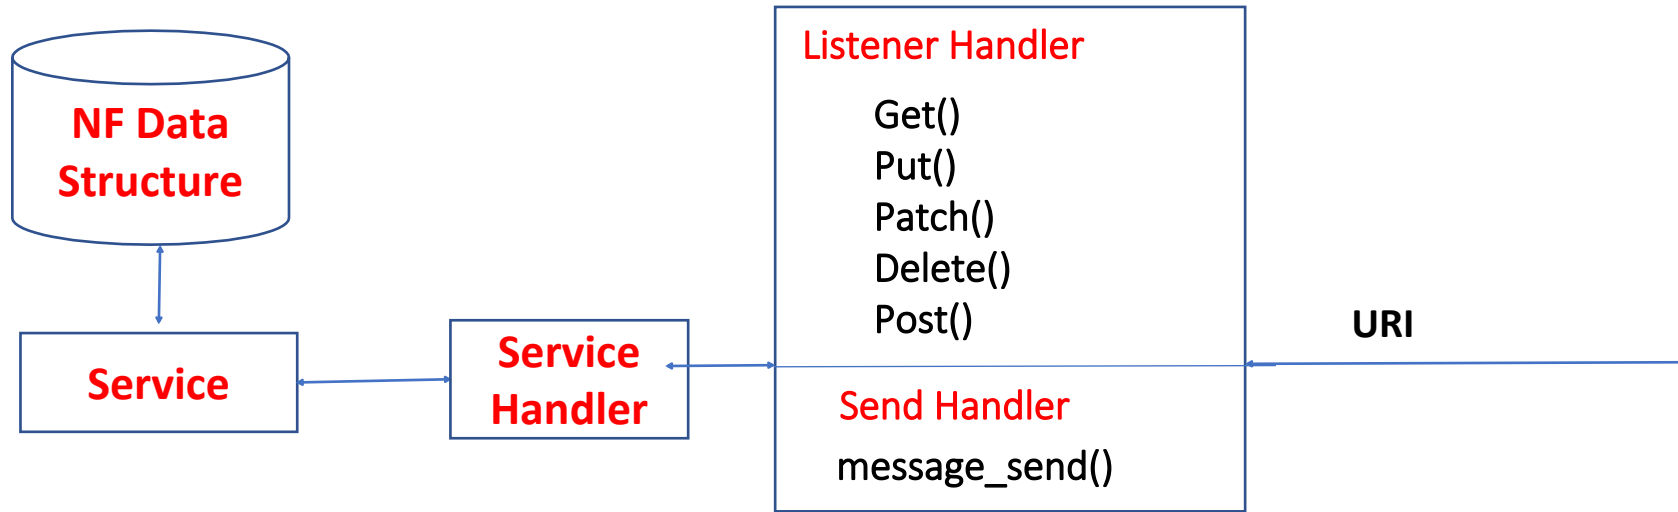 NF Data
Structure
Service
Service
Handler
Listener Handler
Get()
Put()
Patch()
Delete()
Post()
Send Handler
message_send()
URI